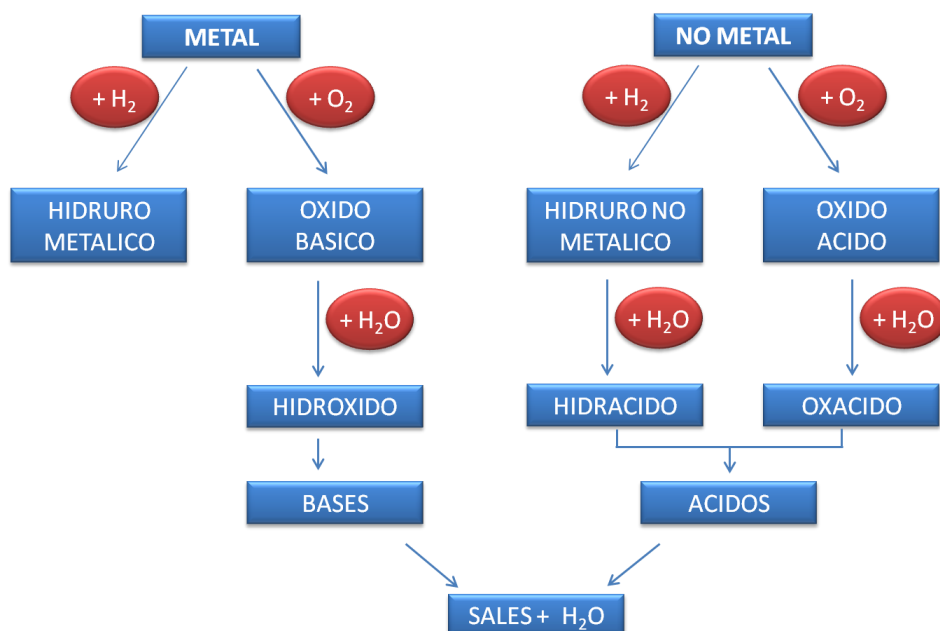 METAL
NO METAL
+ H₂
+ O₂
+ H₂
+ O₂
HIDRURO
METALICO
OXIDO
BASICO
HIDRURO NO
METALICO
OXIDO
ACIDO
+ H₂O
+ H₂O
+ H₂O
HIDROXIDO
HIDRACIDO
OXACIDO
BASES
ACIDOS
SALES + H₂O